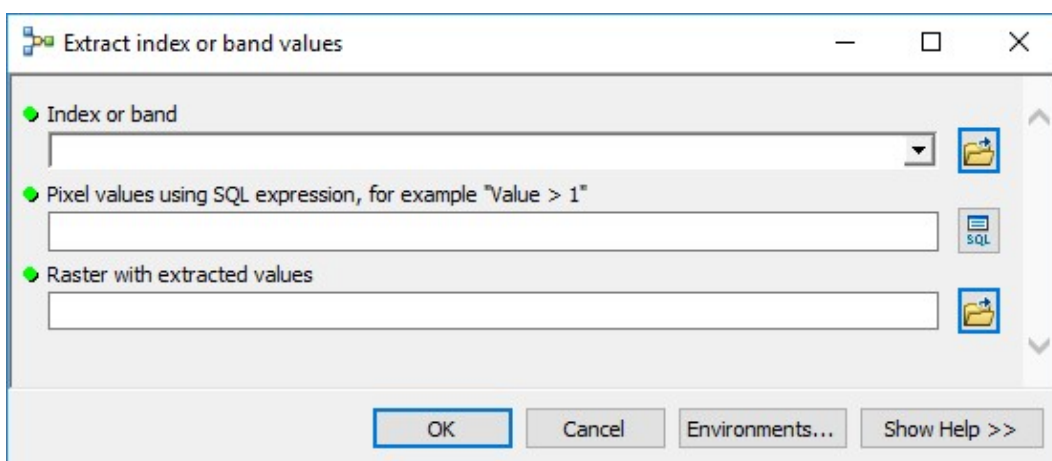 Extract index or band values
Index or band
Pixel values using SQL expression, for example "Value > 1"
SQL
Raster with extracted values
OK
Cancel
Environments...
Show Help >>